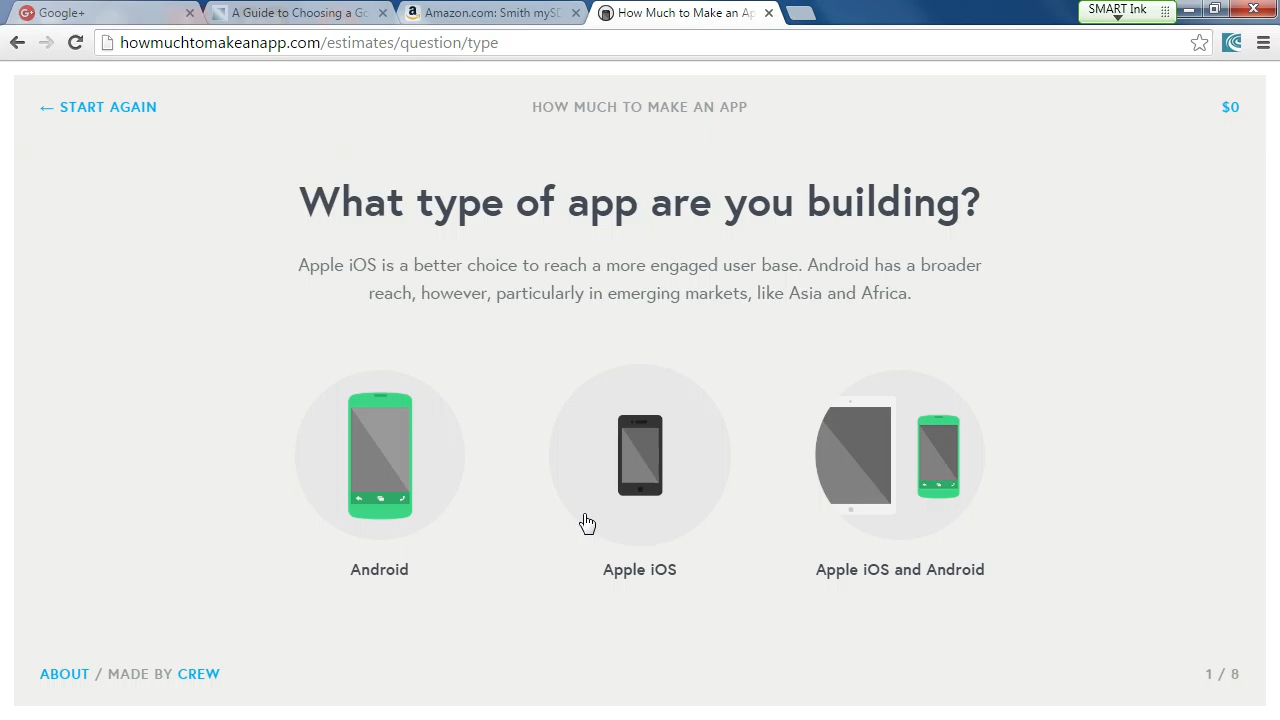 Google+
A Guide to Choosing a Go
Amazon.com: Smith mySD
How Much to Make an Ap
SMART Ink
howmuchtomakeanapp.com/estimates/question/type
← START AGAIN
HOW MUCH TO MAKE AN APP
$0
What type of app are you building?
Apple iOS is a better choice to reach a more engaged user base. Android has a broader
reach, however, particularly in emerging markets, like Asia and Africa.
Android
Apple iOS
Apple iOS and Android
ABOUT / MADE BY CREW
1 / 8